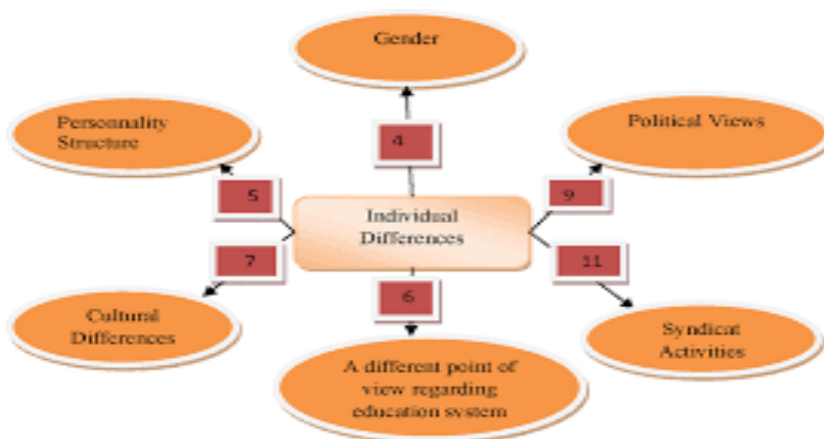 Gender
Personnality
Structure
Political Views
4
5
9
Individual
Differences
7
11
6
Cultural
Differences
Syndicat
Activities
A different point of
view regarding
education system